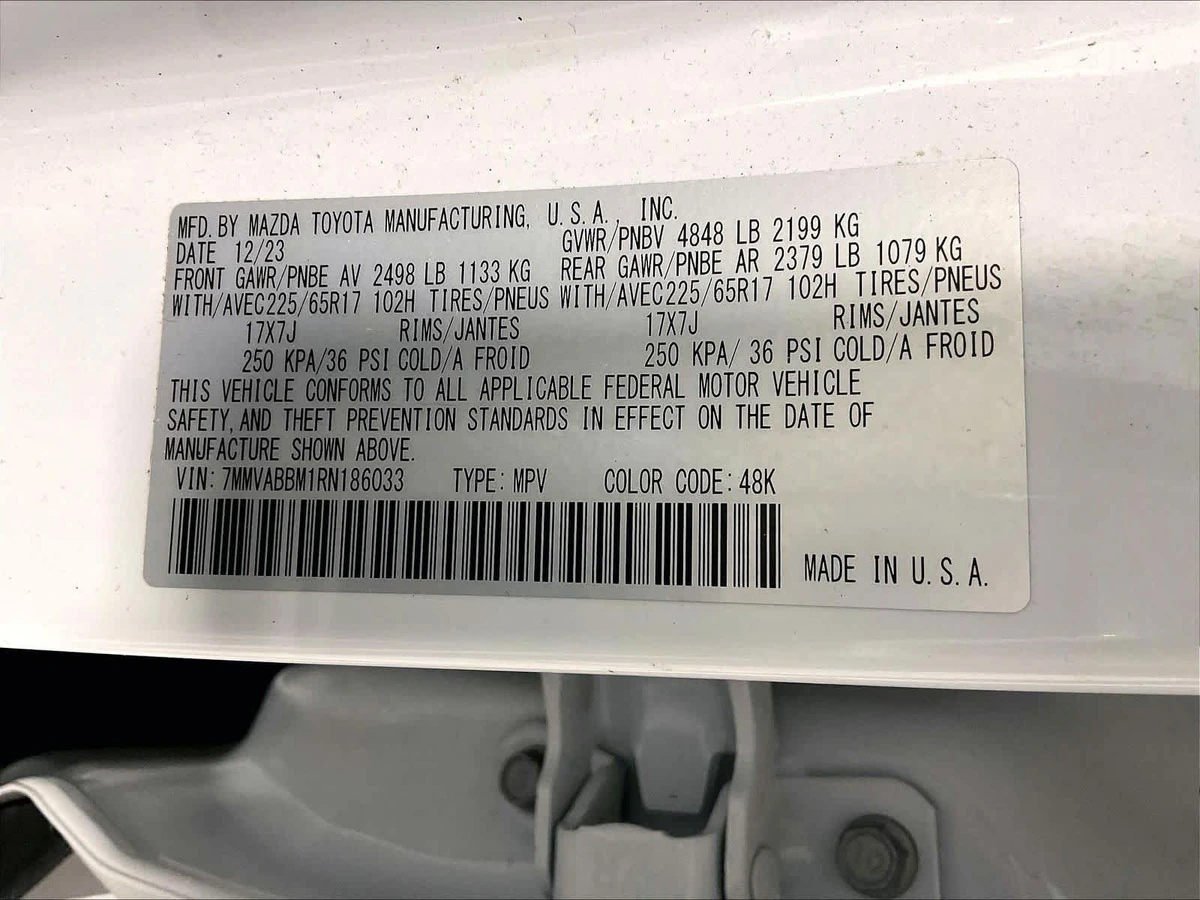 MFD. BY MAZDA TOYOTA MANUFACTURING, U.S.A., INC.
DATE 12/23 GVWR/PNBV 4848 LB 2199 KG
FRONT GAWR/PNBE AV 2498 LB 1133 KG REAR GAWR/PNBE AR 2379 LB 1079 KG
WITH/AVEC225/65R17 102H TIRES/PNEUS WITH/AVEC225/65R17 102H TIRES/PNEUS
17X7J RIMS/JANTES 17X7J RIMS/JANTES
250 KPA/36 PSI COLD/A FROID 250 KPA/ 36 PSI COLD/A FROID
THIS VEHICLE CONFORMS TO ALL APPLICABLE FEDERAL MOTOR VEHICLE
SAFETY, AND THEFT PREVENTION STANDARDS IN EFFECT ON THE DATE OF
MANUFACTURE SHOWN ABOVE.
VIN: 7MMVABBM1RN186033 TYPE: MPV COLOR CODE: 48K
MADE IN U.S.A.